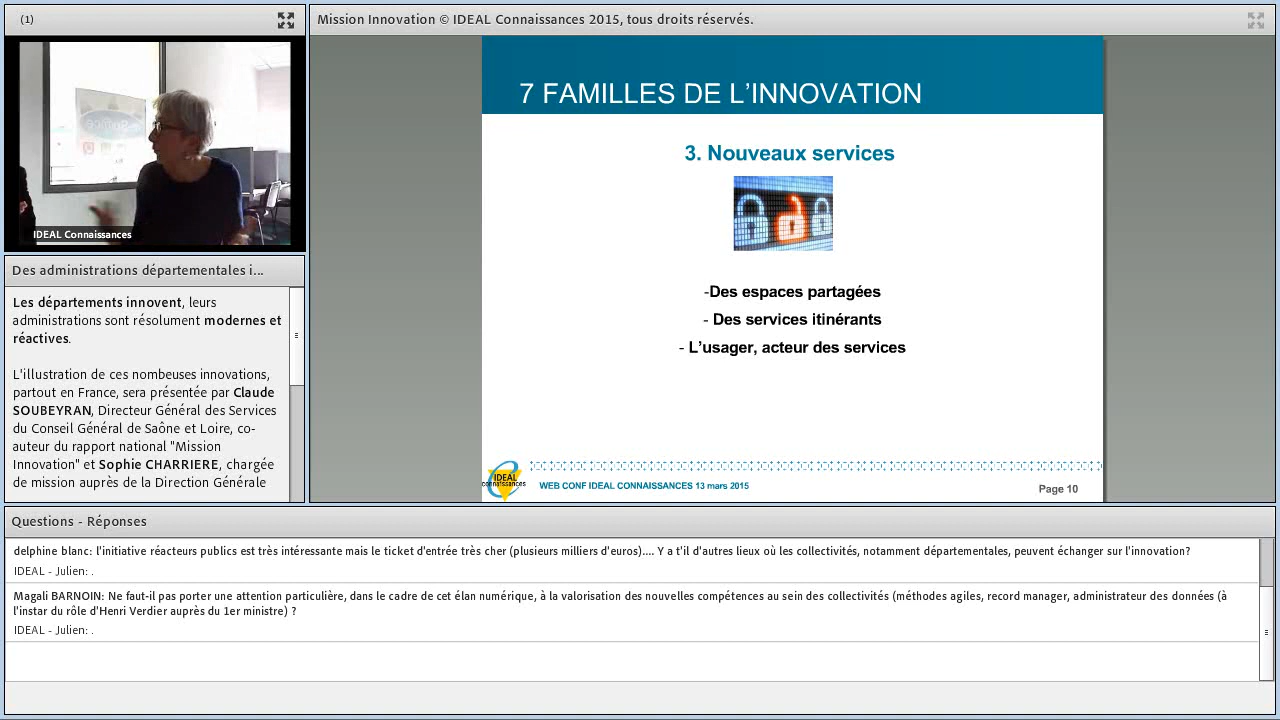 (1)
IDEAL Connaissances
Mission Innovation © IDEAL Connaissances 2015, tous droits réservés.
7 FAMILLES DE L’INNOVATION
3. Nouveaux services
-Des espaces partagées
- Des services itinérants
- L’usager, acteur des services
IDEAL
connaissances
WEB CONF IDEAL CONNAISSANCES 13 mars 2015
Page 10
Des administrations départementales i...
Les départements innovent, leurs
administrations sont résolument modernes et
réactives.
L'illustration de ces nombeuses innovations,
partout en France, sera présentée par Claude
SOUBEYRAN, Directeur Général des Services
du Conseil Général de Saône et Loire, co-
auteur du rapport national "Mission
Innovation" et Sophie CHARRIERE, chargée
de mission auprès de la Direction Générale
Questions - Réponses
delphine blanc: l'initiative réacteurs publics est très intéressante mais le ticket d'entrée très cher (plusieurs milliers d'euros).... Y a t'il d'autres lieux où les collectivités, notamment départementales, peuvent échanger sur l'innovation?
IDEAL - Julien: .
Magali BARNOIN: Ne faut-il pas porter une attention particulière, dans le cadre de cet élan numérique, à la valorisation des nouvelles compétences au sein des collectivités (méthodes agiles, record manager, administrateur des données (à
l'instar du rôle d'Henri Verdier auprès du 1er ministre) ?
IDEAL - Julien: .